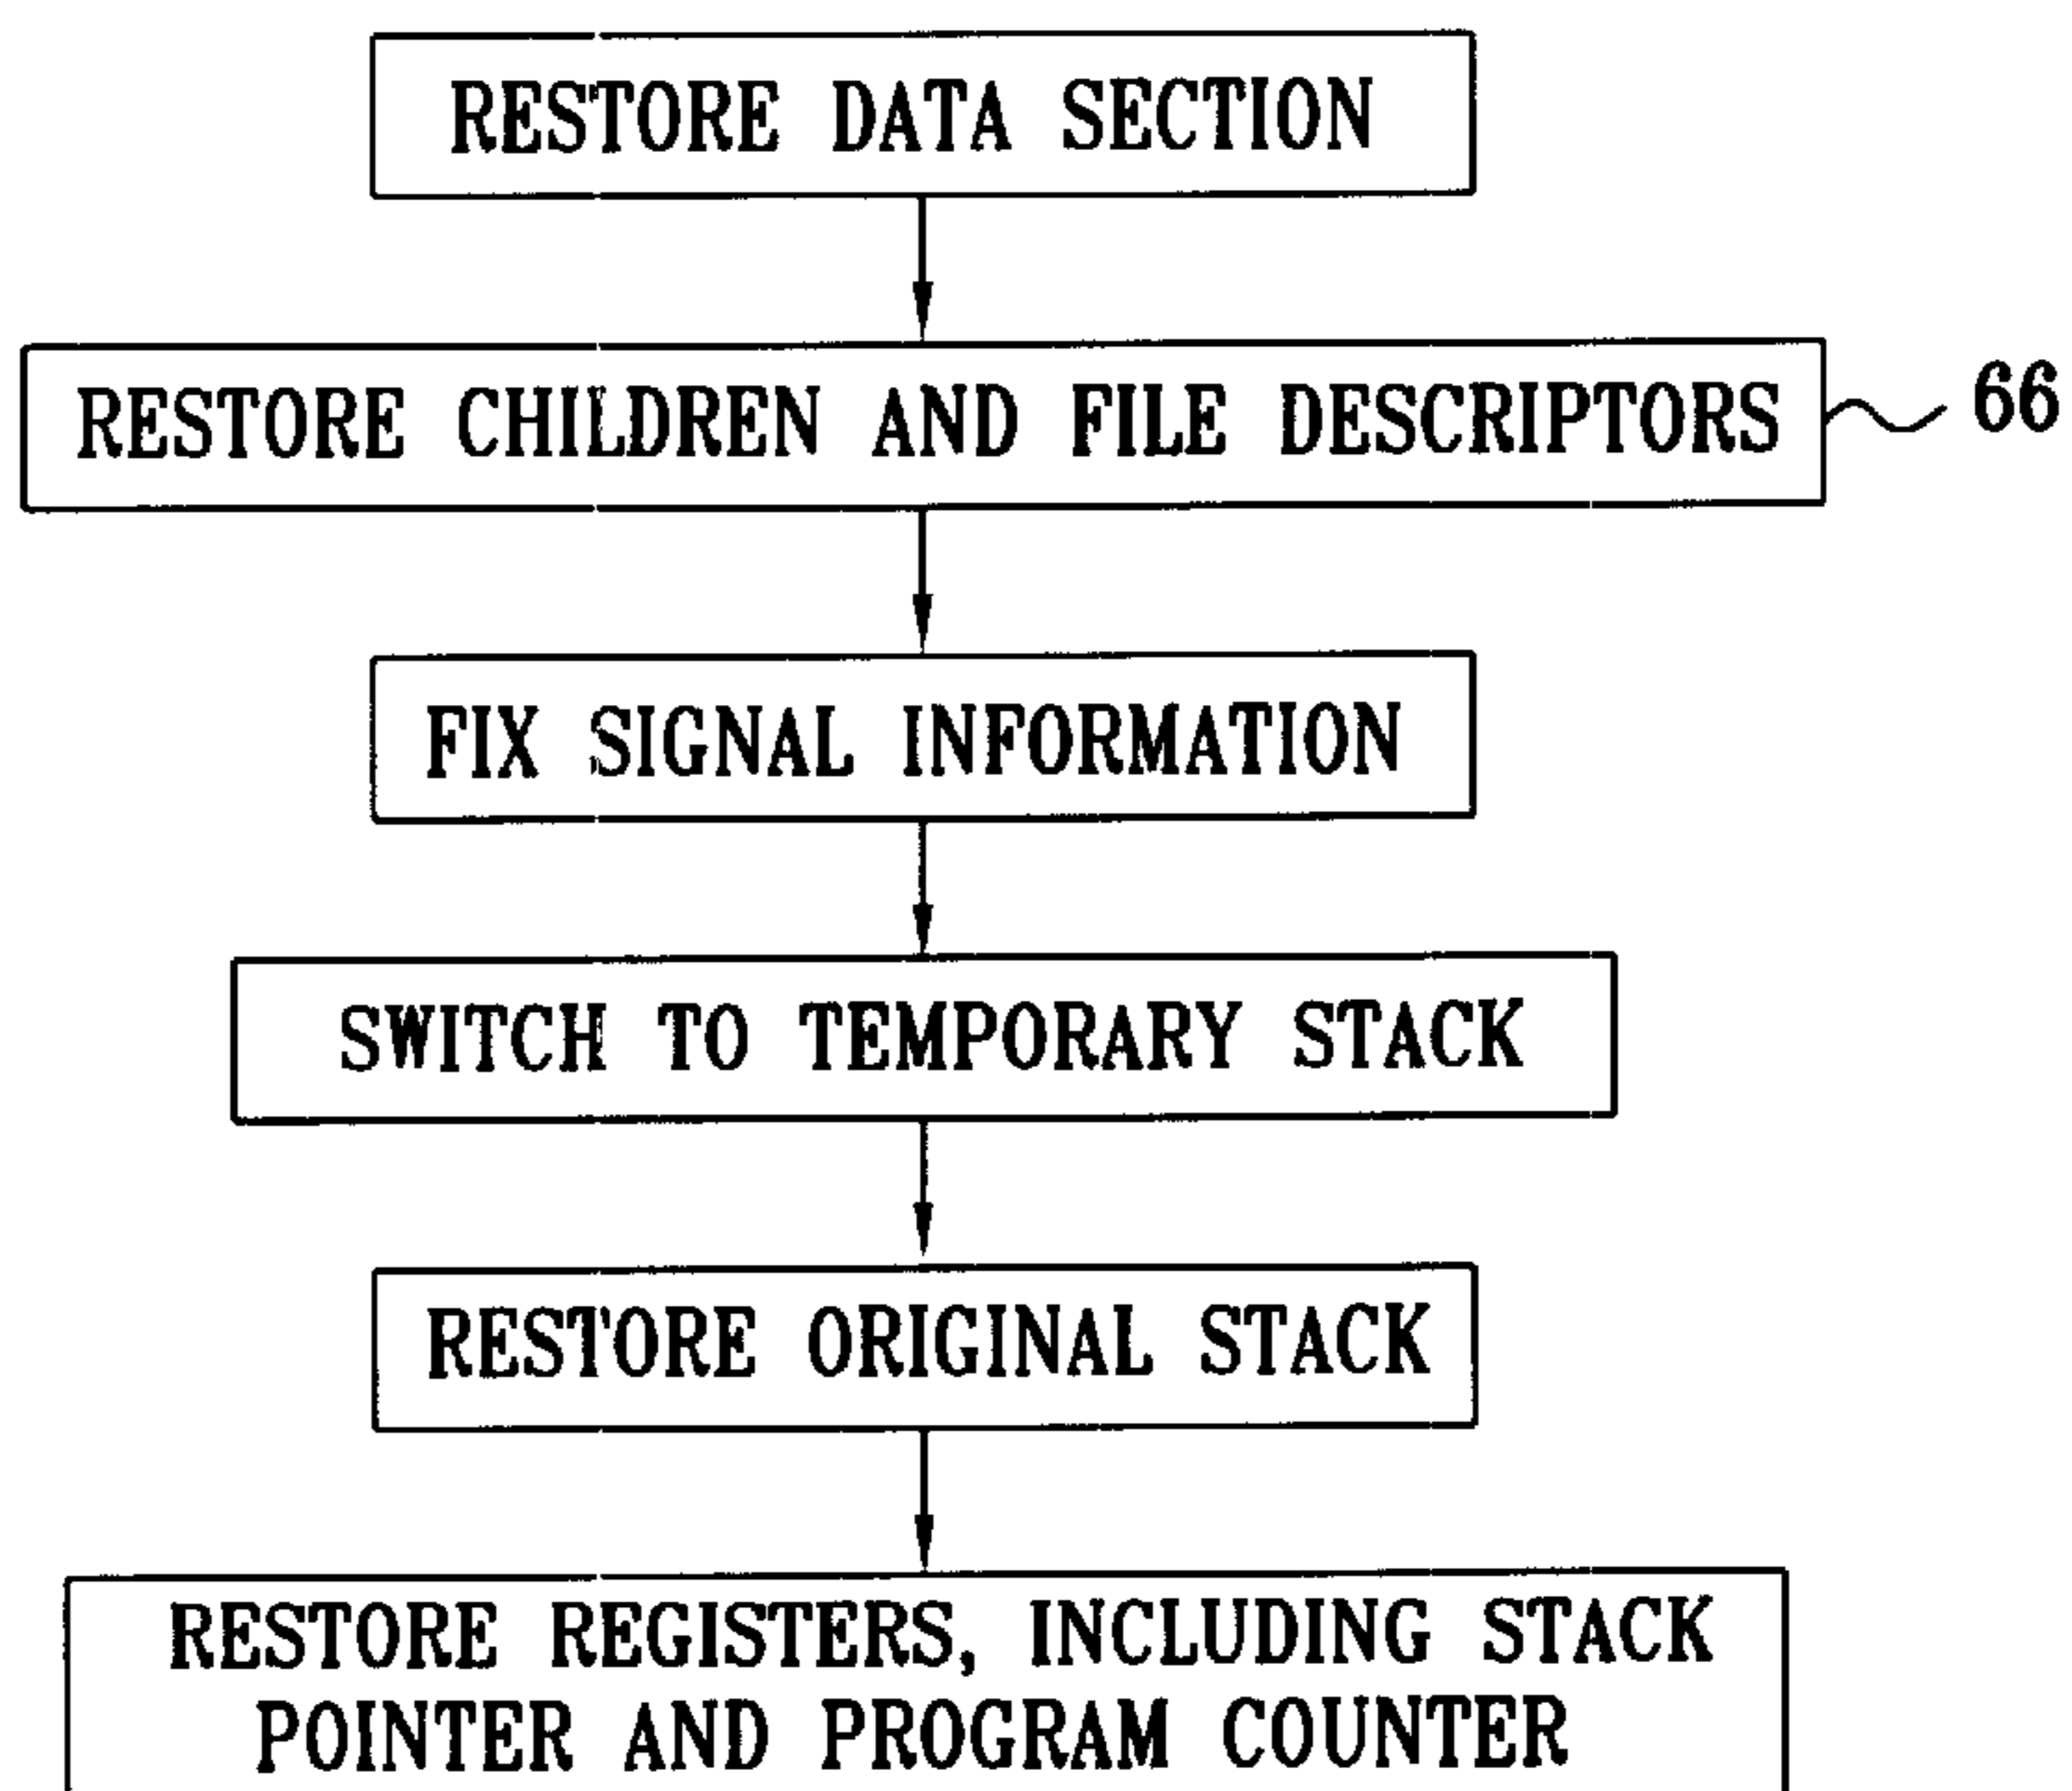 RESTORE DATA SECTION
RESTORE CHILDREN AND FILE DESCRIPTORS 66
FIX SIGNAL INFORMATION
SWITCH TO TEMPORARY STACK
RESTORE ORIGINAL STACK
RESTORE REGISTERS, INCLUDING STACK
POINTER AND PROGRAM COUNTER